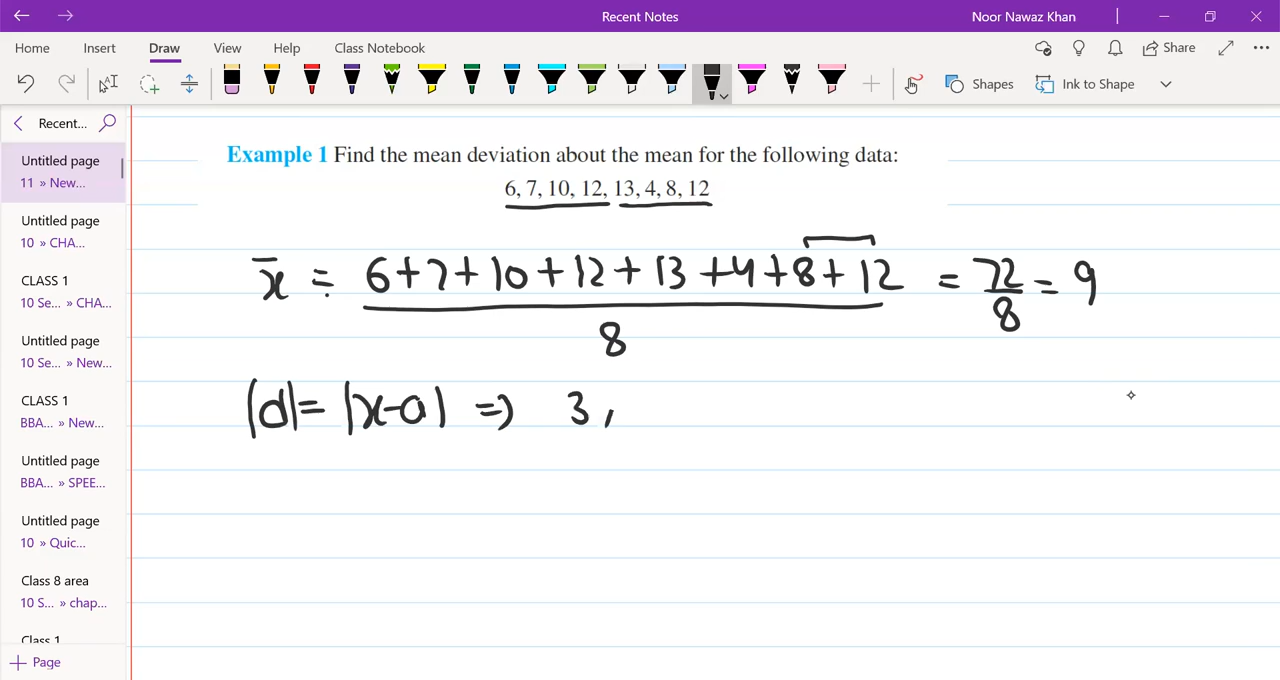 Recent Notes
Noor Nawaz Khan
Home Insert Draw View Help Class Notebook Share
Shapes Ink to Shape
Recent...
Untitled page
11 » New...
Untitled page
10 » CHA...
CLASS 1
10 Se... » CHA...
Untitled page
10 Se... » New...
CLASS 1
BBA... » New...
Untitled page
BBA... » SPEE...
Untitled page
10 » Quic...
Class 8 area
10 S... » chap...
Class 1
+ Page
Example 1 Find the mean deviation about the mean for the following data:
6, 7, 10, 12, 13, 4, 8, 12
x̄ = 6+7+10+12+13+4+8+12 / 8 = 72/8 = 9
|d| = |x-a| => 3,